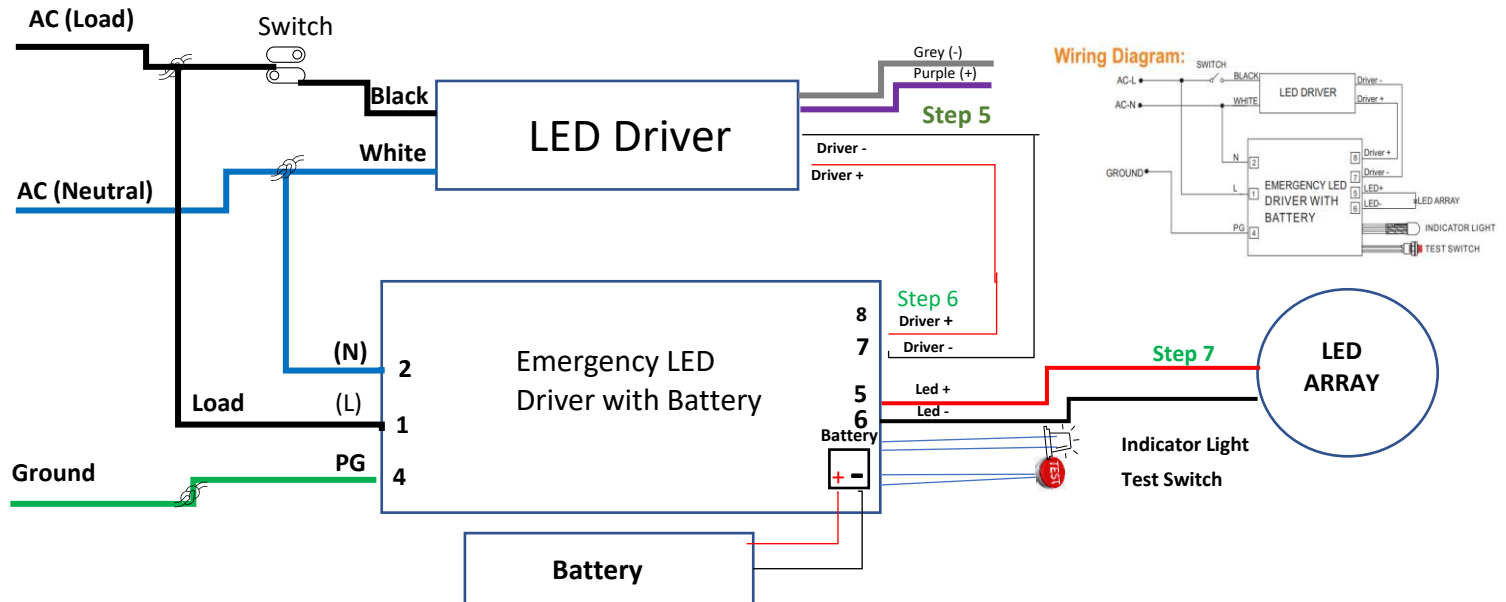 AC (Load)
Switch
Black
White
AC (Neutral)
LED Driver
Grey (-)
Purple (+)
Step 5
Driver -
Driver +
Wiring Diagram:
SWITCH
AC-L
BLACK
LED DRIVER
Driver -
Driver +
AC-N
WHITE
N
2
8
Driver +
7
Driver -
GROUND
L
1
EMERGENCY LED
DRIVER WITH
BATTERY
5
LED+
6
LED-
LED ARRAY
PG
4
INDICATOR LIGHT
TEST SWITCH
Step 6
8
Driver +
7
Driver -
(N)
2
Emergency LED
Driver with Battery
Load
(L)
1
5
Led +
6
Led -
Step 7
LED
ARRAY
Battery
+ -
Indicator Light
TEST
Test Switch
Ground
PG
4
Battery